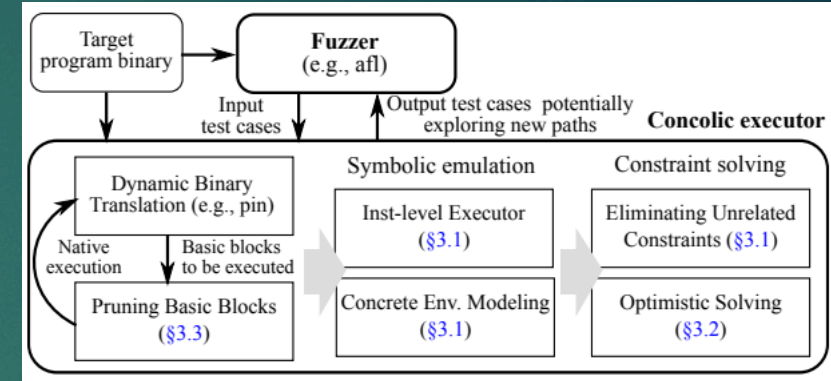 Target
program binary
Fuzzer
(e.g., afl)
Input
test cases
Output test cases potentially
exploring new paths
Concolic executor
Dynamic Binary
Translation (e.g., pin)
Native
execution
Basic blocks
to be executed
Pruning Basic Blocks
(§3.3)
Symbolic emulation
Inst-level Executor
(§3.1)
Concrete Env. Modeling
(§3.1)
Constraint solving
Eliminating Unrelated
Constraints (§3.1)
Optimistic Solving
(§3.2)